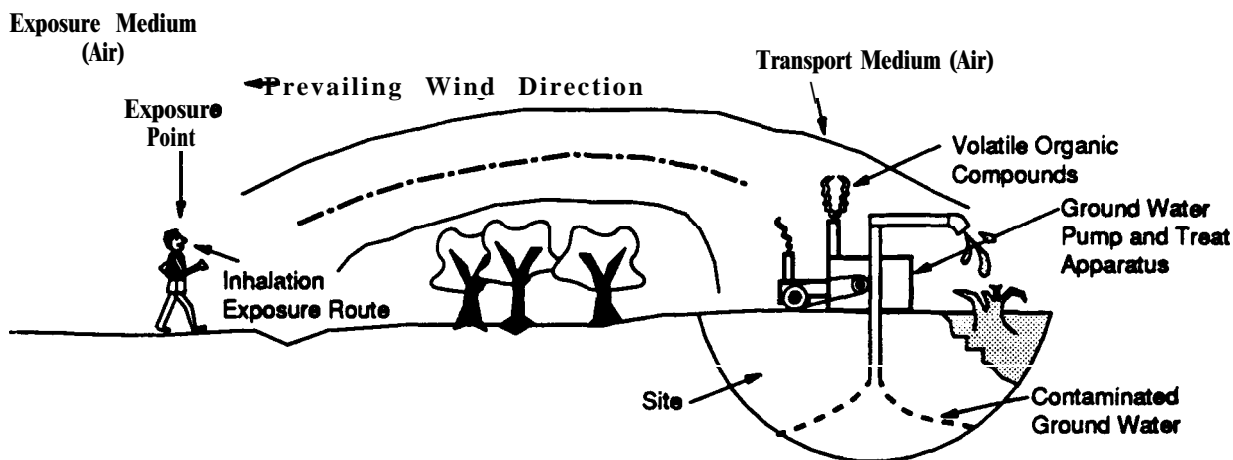 Exposure Medium
(Air)
Prevailing Wind Direction
Transport Medium (Air)
Exposure
Point
Volatile Organic
Compounds
Ground Water
Pump and Treat
Apparatus
Inhalation
Exposure Route
Site
Contaminated
Ground Water